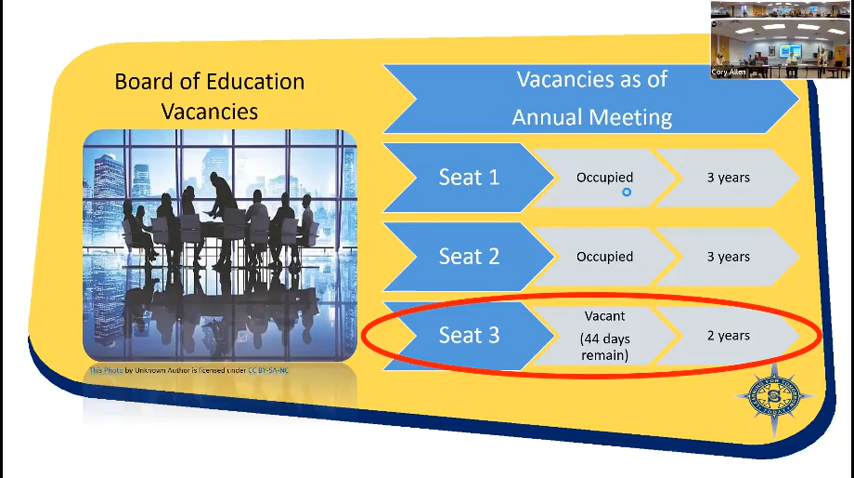 Board of Education
Vacancies
This Photo by Unknown Author is licensed under CC BY-SA-NC
Vacancies as of
Annual Meeting
Seat 1
Occupied
3 years
Seat 2
Occupied
3 years
Seat 3
Vacant
(44 days
remain)
2 years
Cory Allen